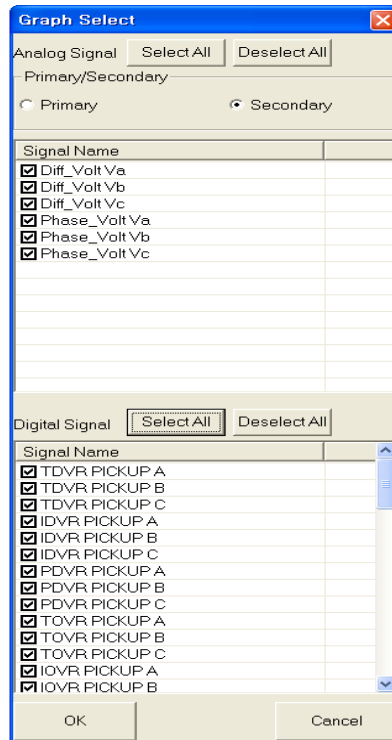 Graph Select
Analog Signal Select All Deselect All
Primary/Secondary
Primary Secondary
Signal Name
Diff_Volt Va
Diff_Volt Vb
Diff_Volt Vc
Phase_Volt Va
Phase_Volt Vb
Phase_Volt Vc
Digital Signal Select All Deselect All
Signal Name
TDVR PICKUP A
TDVR PICKUP B
TDVR PICKUP C
IDVR PICKUP A
IDVR PICKUP B
IDVR PICKUP C
PDVR PICKUP A
PDVR PICKUP B
PDVR PICKUP C
TOVR PICKUP A
TOVR PICKUP B
TOVR PICKUP C
IOVR PICKUP A
IOVR PICKUP B
OK Cancel